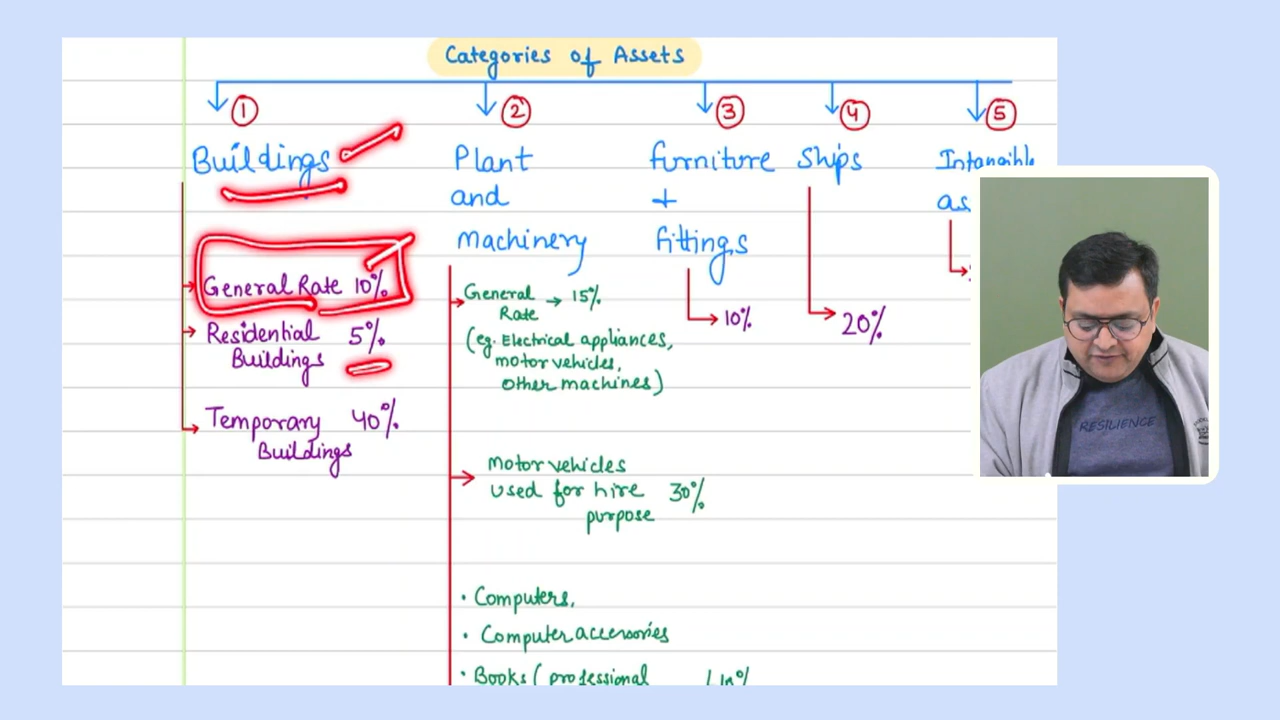 Categories of Assets
1
2
3
4
5
Buildings
General Rate 10%
Residential 5%
Buildings
Temporary 40%
Buildings
Plant
and
Machinery
General → 15%
Rate
(eg. Electrical appliances,
motor vehicles,
other machines)
Motor vehicles
used for hire 30%
purpose
• Computers,
• Computer accessories
• Books (professional
furniture
+
fittings
10%
Ships
20%
Intangible
as
RESILIENCE